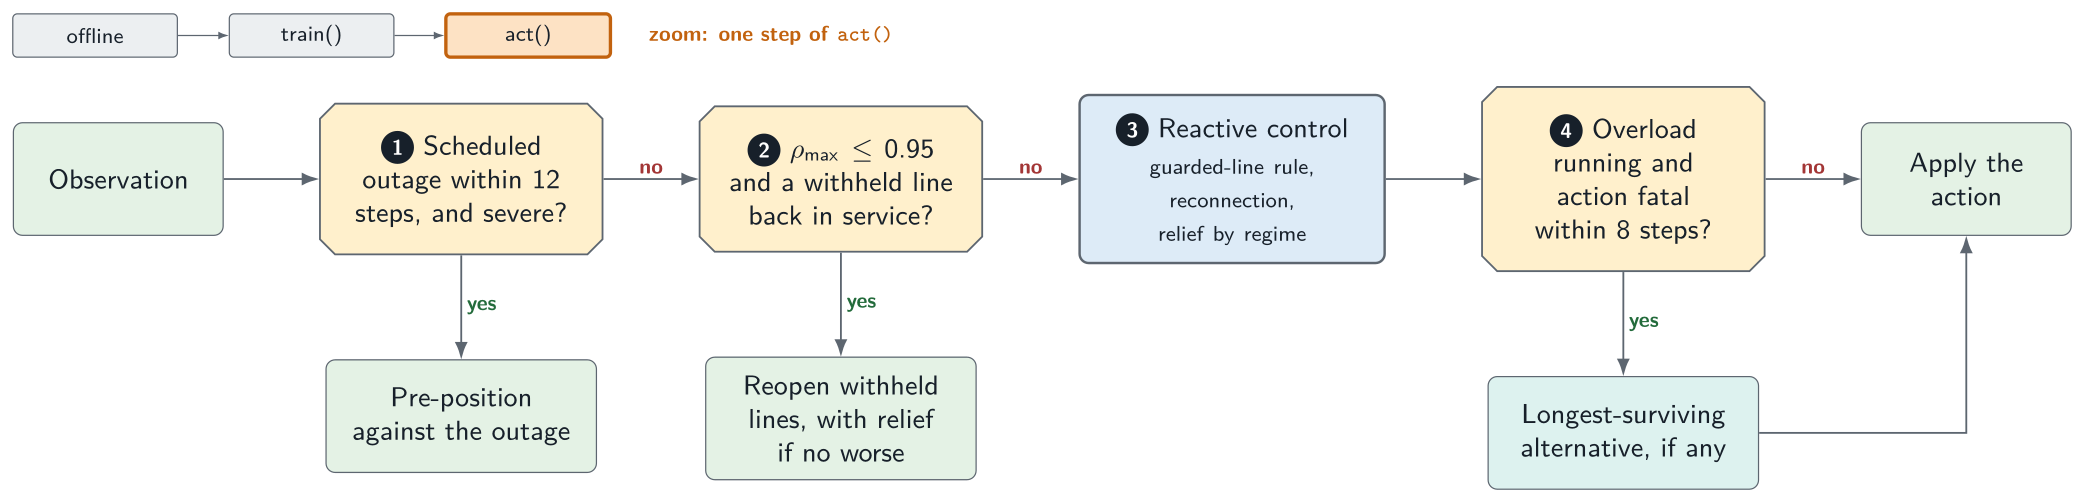 offline
train()
act()
zoom: one step of act()
Observation
1 Scheduled
outage within 12
steps, and severe?
no
2 ρmax ≤ 0.95
and a withheld line
back in service?
no
3 Reactive control
guarded-line rule,
reconnection,
relief by regime
4 Overload
running and
action fatal
within 8 steps?
no
Apply the
action
yes
yes
yes
Pre-position
against the outage
Reopen withheld
lines, with relief
if no worse
Longest-surviving
alternative, if any